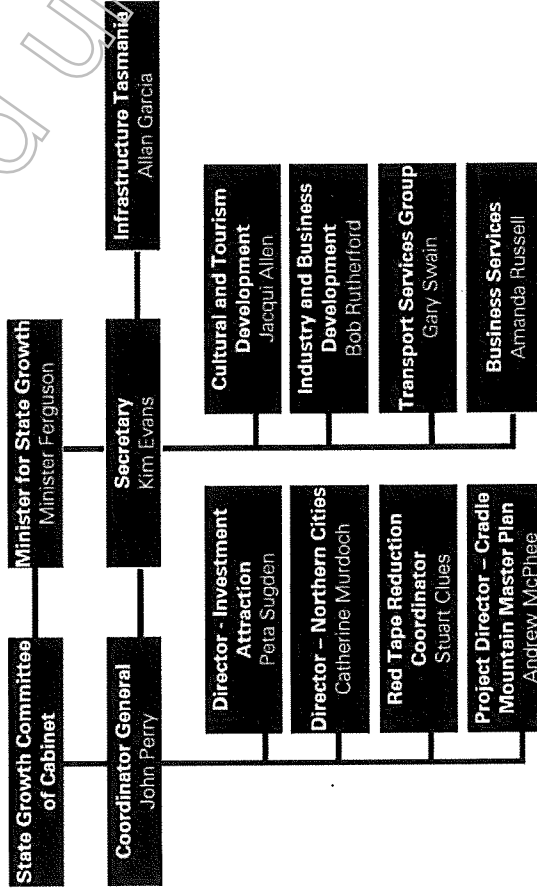 State Growth Committee
of Cabinet
Minister for State Growth
Minister Ferguson
Coordinator General
John Perry
Secretary
Kim Evans
Infrastructure Tasmania
Allan Garcia
Director - Investment
Attraction
Peta Sugden
Director – Northern Cities
Catherine Murdoch
Red Tape Reduction
Coordinator
Stuart Clues
Project Director – Cradle
Mountain Master Plan
Andrew McPhee
Cultural and Tourism
Development
Jacqui Allen
Industry and Business
Development
Bob Rutherford
Transport Services Group
Gary Swain
Business Services
Amanda Russell